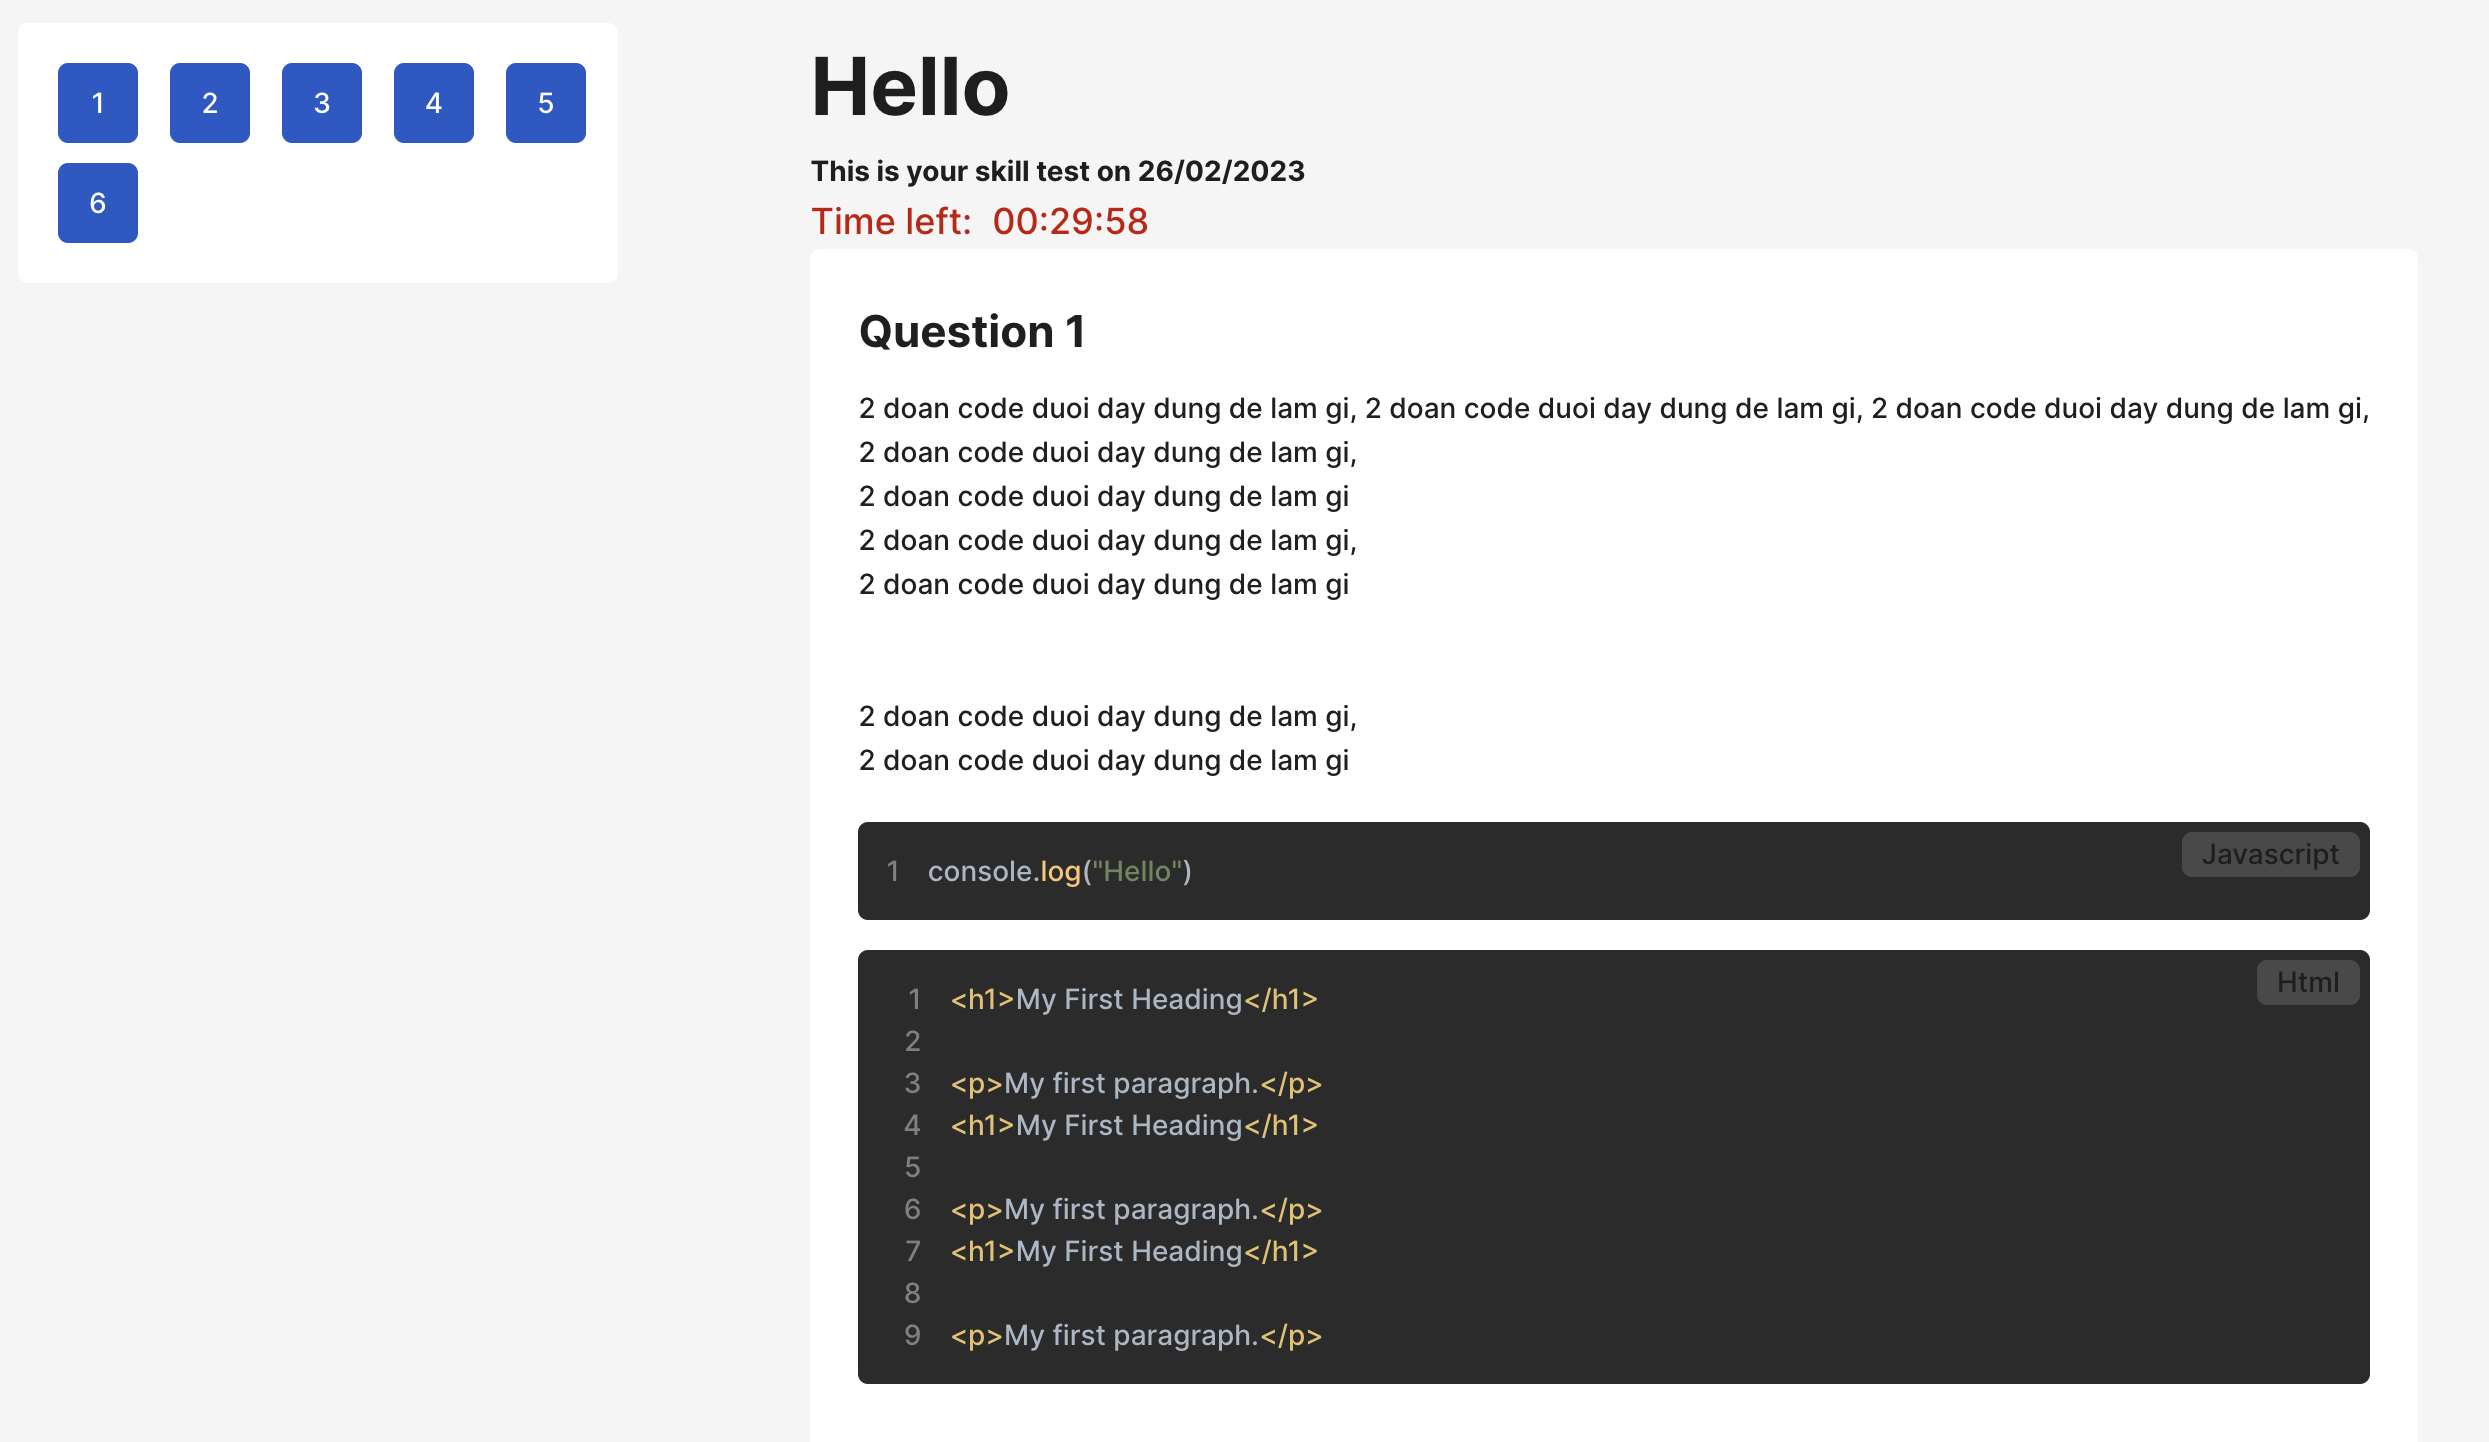 1 2 3 4 5
6
Hello
This is your skill test on 26/02/2023
Time left: 00:29:58
Question 1
2 doan code duoi day dung de lam gi, 2 doan code duoi day dung de lam gi, 2 doan code duoi day dung de lam gi,
2 doan code duoi day dung de lam gi,
2 doan code duoi day dung de lam gi
2 doan code duoi day dung de lam gi,
2 doan code duoi day dung de lam gi
2 doan code duoi day dung de lam gi,
2 doan code duoi day dung de lam gi
Javascript
1 console.log("Hello")
Html
1 <h1>My First Heading</h1>
2
3 <p>My first paragraph.</p>
4 <h1>My First Heading</h1>
5
6 <p>My first paragraph.</p>
7 <h1>My First Heading</h1>
8
9 <p>My first paragraph.</p>